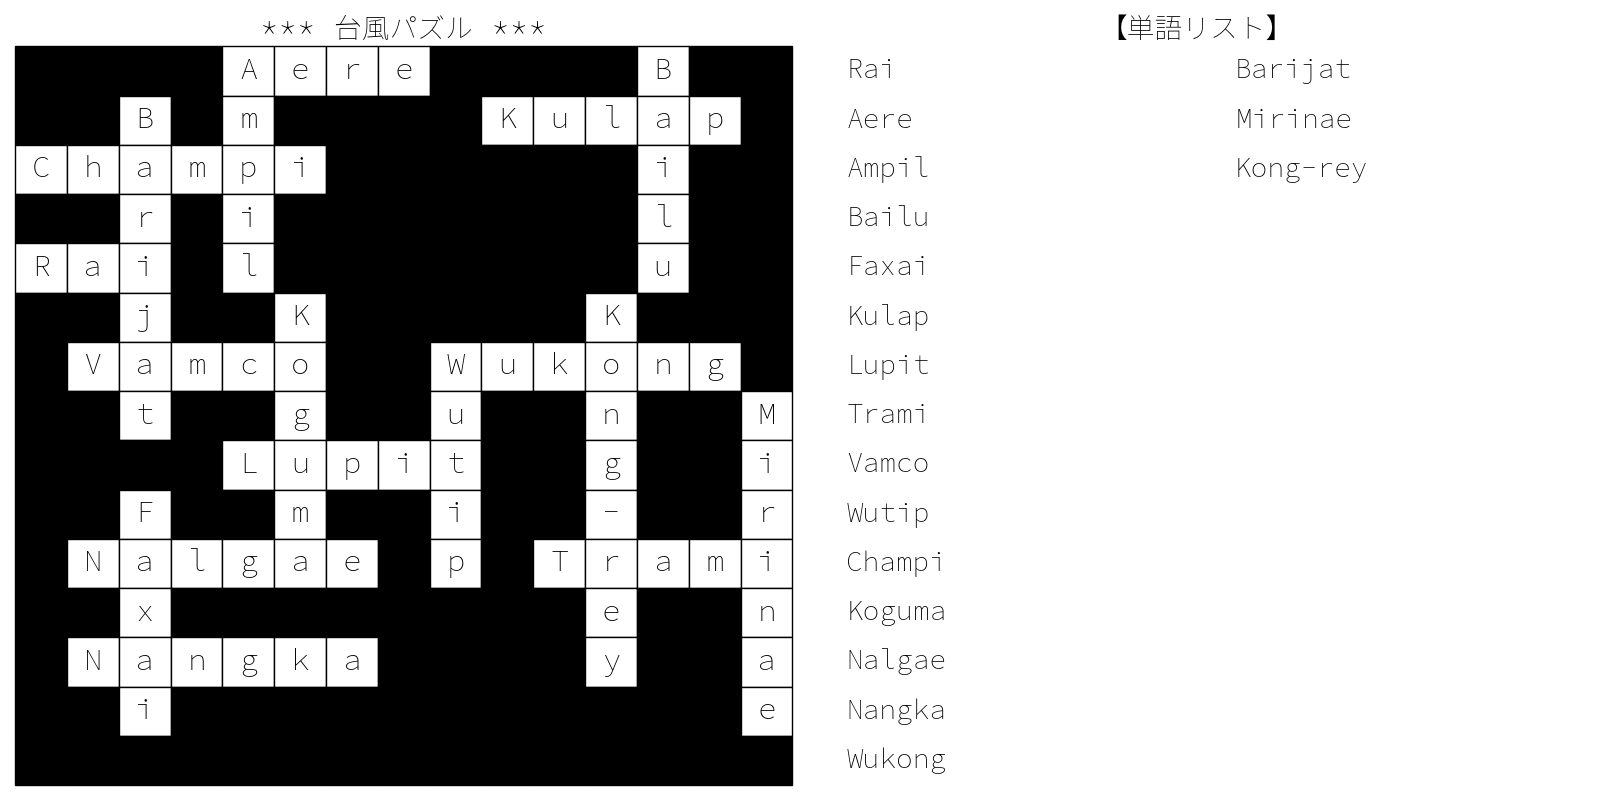 *** 台風パズル ***
A e r e B
B m K u l a p
C h a m p i i
r i l
R a i l u
j K K
V a m c o W u k o n g
t g u n M
L u p i t g i
F m i - r
N a l g a e p T r a m i
x e n
N a n g k a y a
i e
【単語リスト】
Rai Barijat
Aere Mirinae
Ampil Kong-rey
Bailu
Faxai
Kulap
Lupit
Trami
Vamco
Wutip
Champi
Koguma
Nalgae
Nangka
Wukong